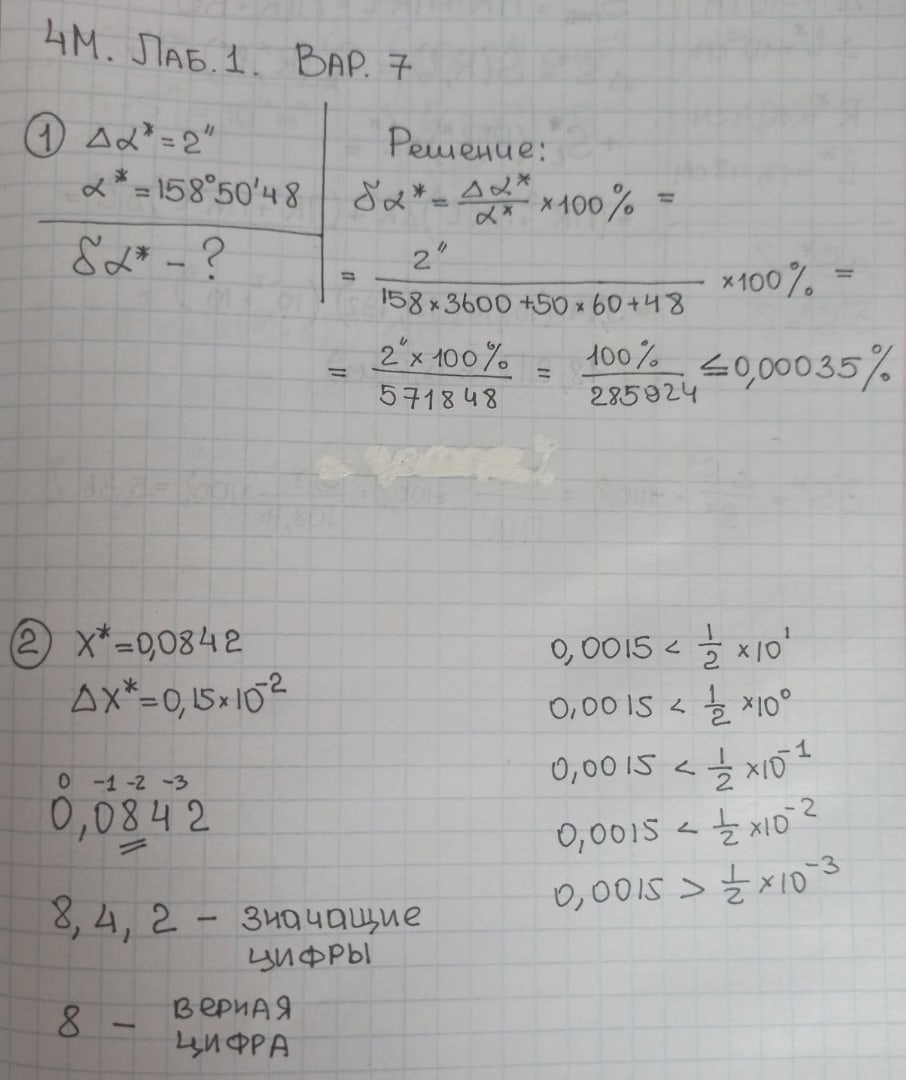 ЧМ. ЛАБ.1. ВАР. 7
① Δα* = 2″
α* = 158°50′48
δα* – ?
Решение:
δα* = Δα*/α* × 100% =
= 2″/(158×3600+50×60+48) ×100% =
= 2″×100%/571848 = 100%/285924 ≤ 0,00035%
② X* = 0,0842
ΔX* = 0,15×10⁻²
0 -1 -2 -3
0,0842
8, 4, 2 – значащие
цифры
8 – верная
цифра
0,0015 < 1/2 ×10¹
0,0015 < 1/2 ×10⁰
0,0015 < 1/2 ×10⁻¹
0,0015 < 1/2 ×10⁻²
0,0015 > 1/2 ×10⁻³